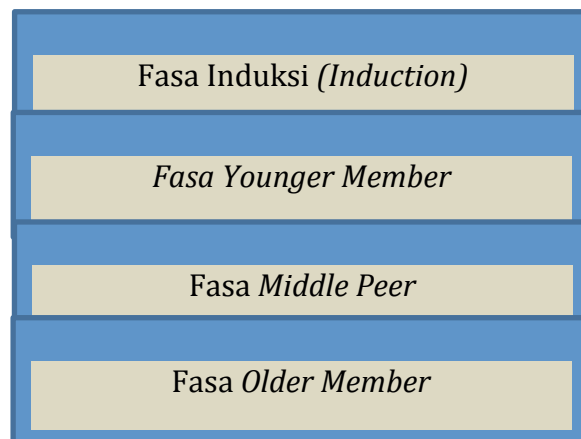 Fasa Induksi (Induction)
Fasa Younger Member
Fasa Middle Peer
Fasa Older Member